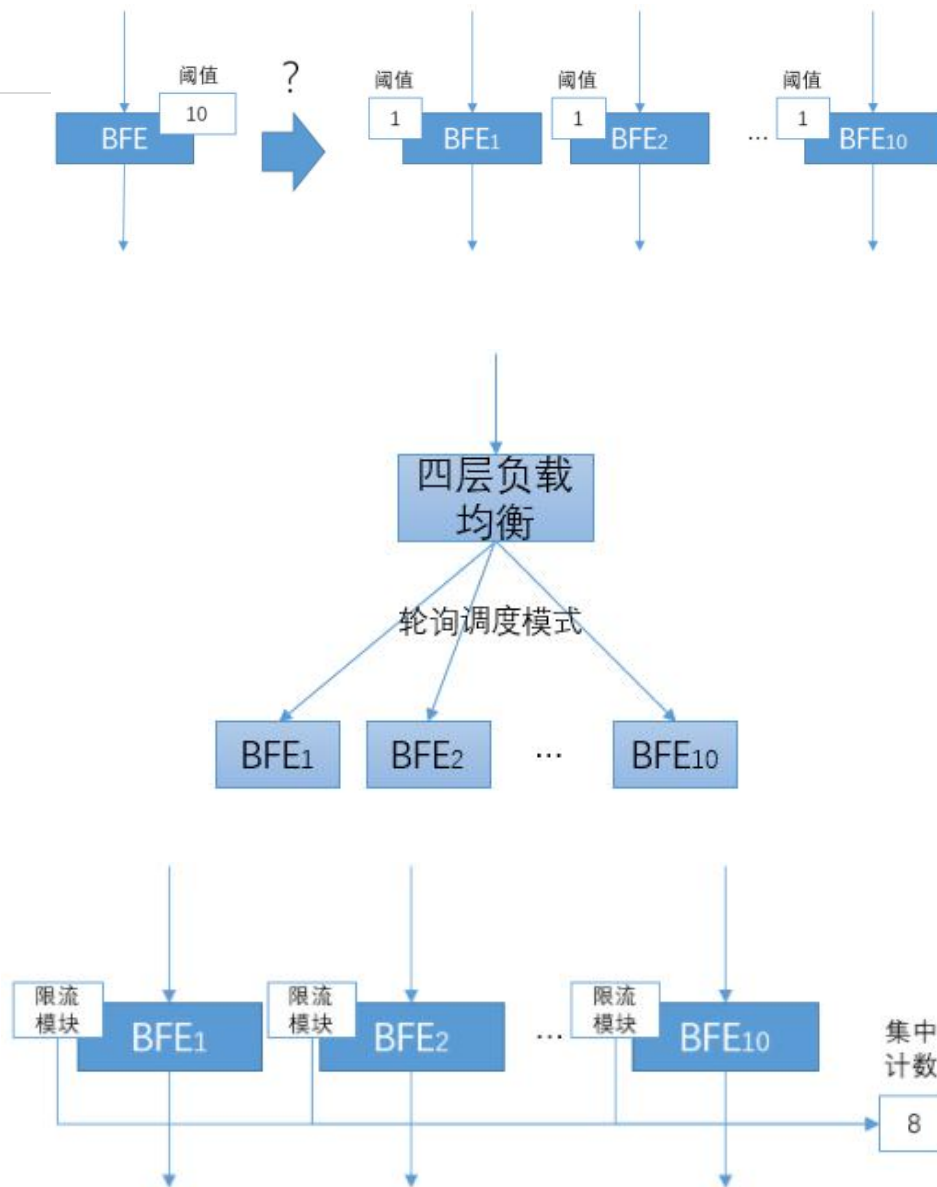 阈值
10
BFE
?
阈值
1
BFE1
阈值
1
BFE2
...
阈值
1
BFE10
四层负载
均衡
轮询调度模式
BFE1
BFE2
...
BFE10
限流
模块
BFE1
限流
模块
BFE2
...
限流
模块
BFE10
集中
计数
8